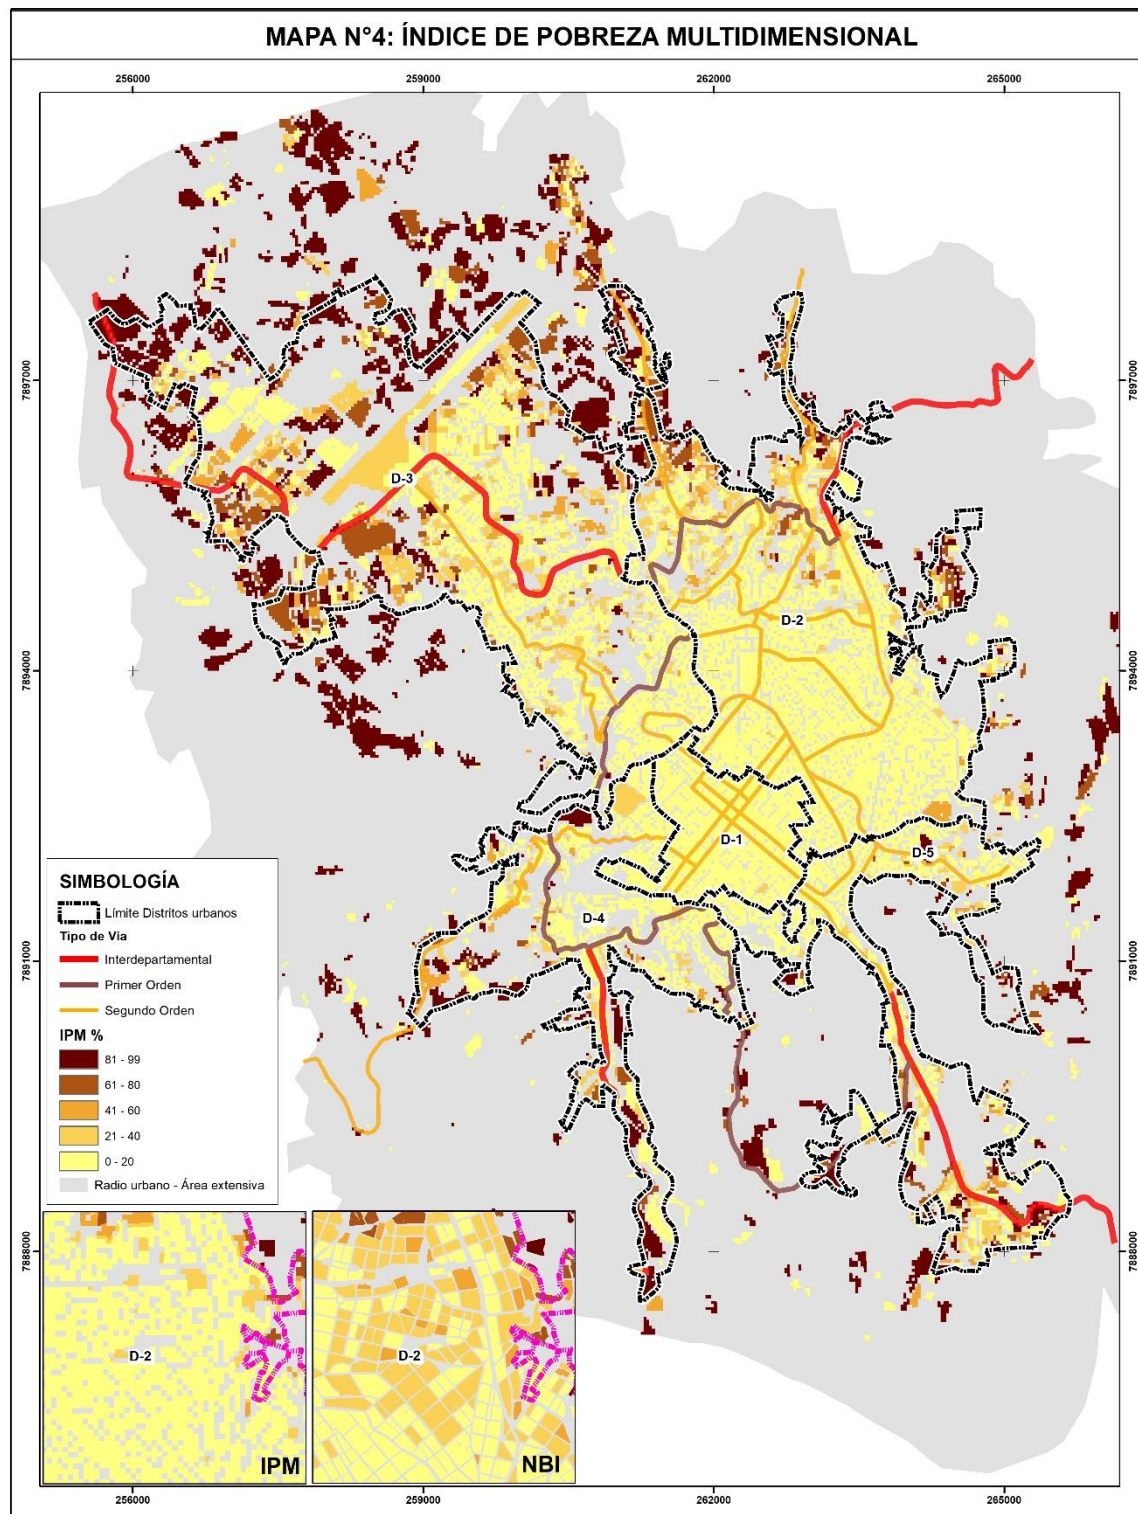 MAPA N°4: ÍNDICE DE POBREZA MULTIDIMENSIONAL
256000
259000
262000
265000
7897000
7897000
D-3
D-2
7894000
7894000
D-1
D-5
D-4
7891000
7891000
SIMBOLOGÍA
Límite Distritos urbanos
Tipo de Via
Interdepartamental
Primer Orden
Segundo Orden
IPM %
81 - 99
61 - 80
41 - 60
21 - 40
0 - 20
Radio urbano - Área extensiva
7888000
7888000
D-2
IPM
D-2
NBI
256000
259000
262000
265000